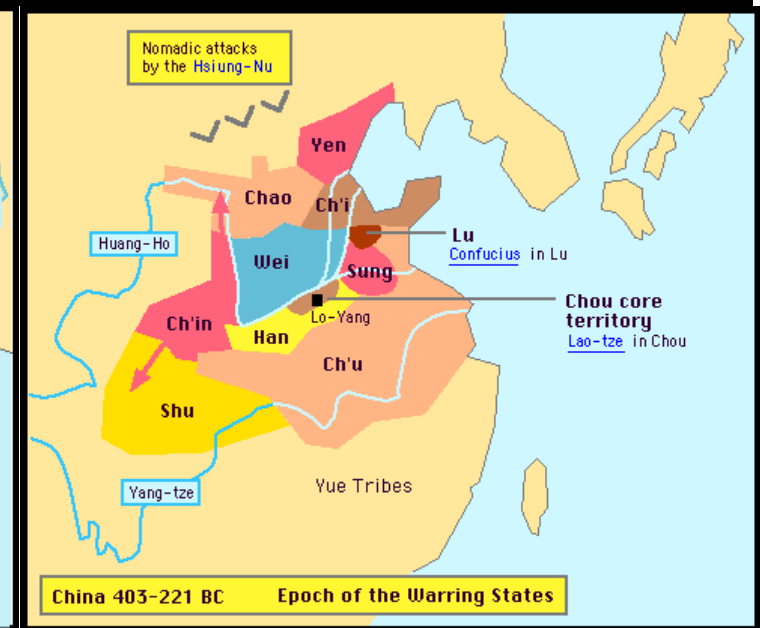 Nomadic attacks
by the Hsiung-Nu
Yen
Chao
Ch'i
Huang-Ho
Lu
Confucius in Lu
Wei
Sung
Chou core
territory
Lao-tze in Chou
Lo-Yang
Ch'in
Han
Ch'u
Shu
Yang-tze
Yue Tribes
China 403-221 BC Epoch of the Warring States